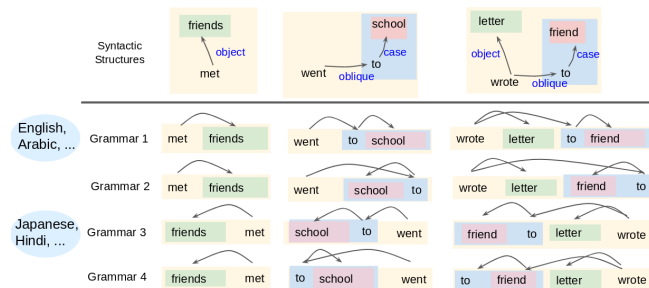 Syntactic
Structures
friends
object
met
school
case
to
went
oblique
letter
friend
object
case
to
wrote
oblique
English,
Arabic, ...
Grammar 1
met friends
went to school
wrote letter to friend
Grammar 2
met friends
went school to
wrote letter friend to
Japanese,
Hindi, ...
Grammar 3
friends met
school to went
friend to letter wrote
Grammar 4
friends met
to school went
to friend letter wrote